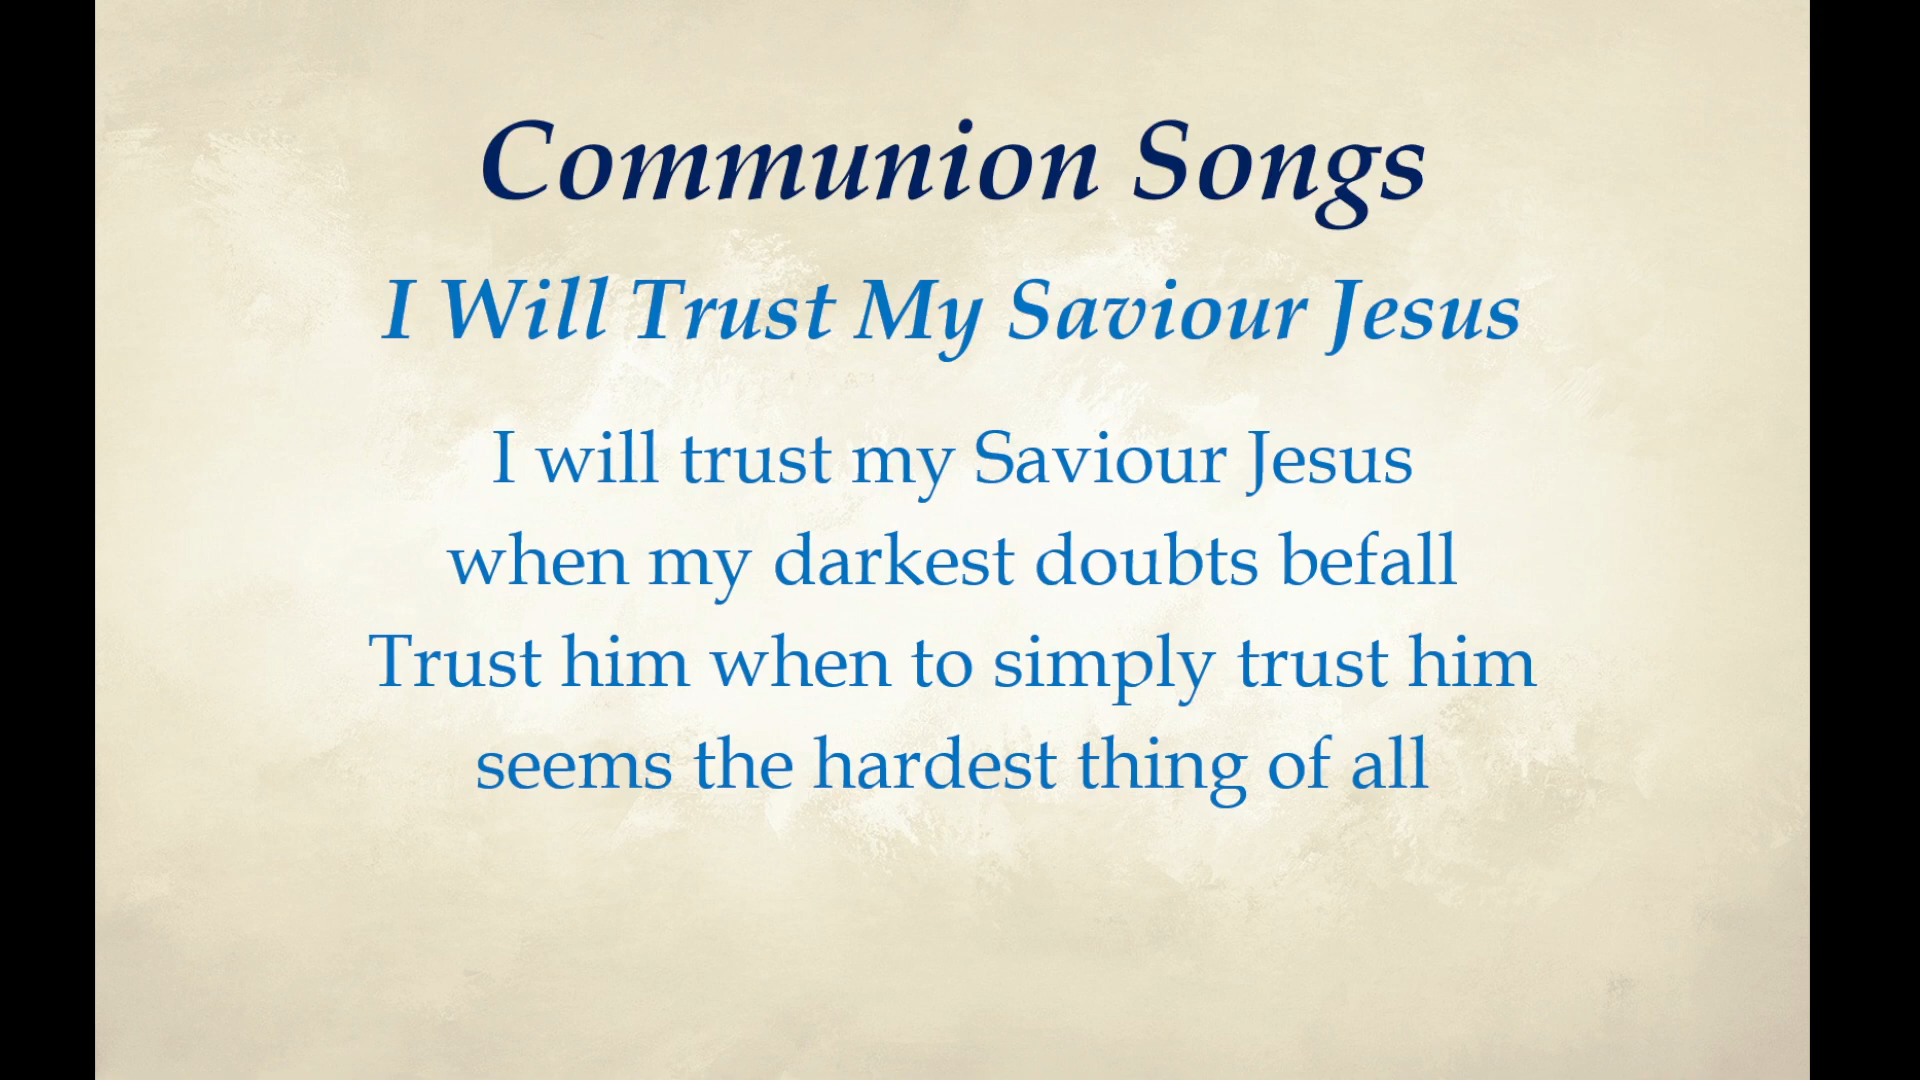 Communion Songs
I Will Trust My Saviour Jesus
I will trust my Saviour Jesus
when my darkest doubts befall
Trust him when to simply trust him
seems the hardest thing of all